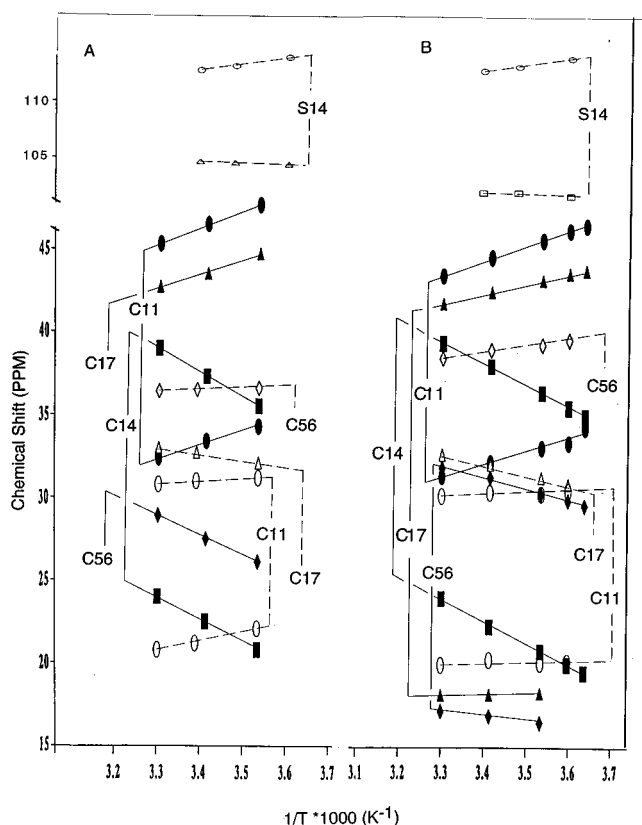 A
B
110
105
S14
S14
45
40
35
30
25
20
15
C11
C17
C14
C56
C56
C11
C17
C11
C56
C14
C17
C56
C17
C11
Chemical Shift (PPM)
3.2 3.3 3.4 3.5 3.6 3.7 3.1 3.2 3.3 3.4 3.5 3.6 3.7
1/T *1000 (K-1)